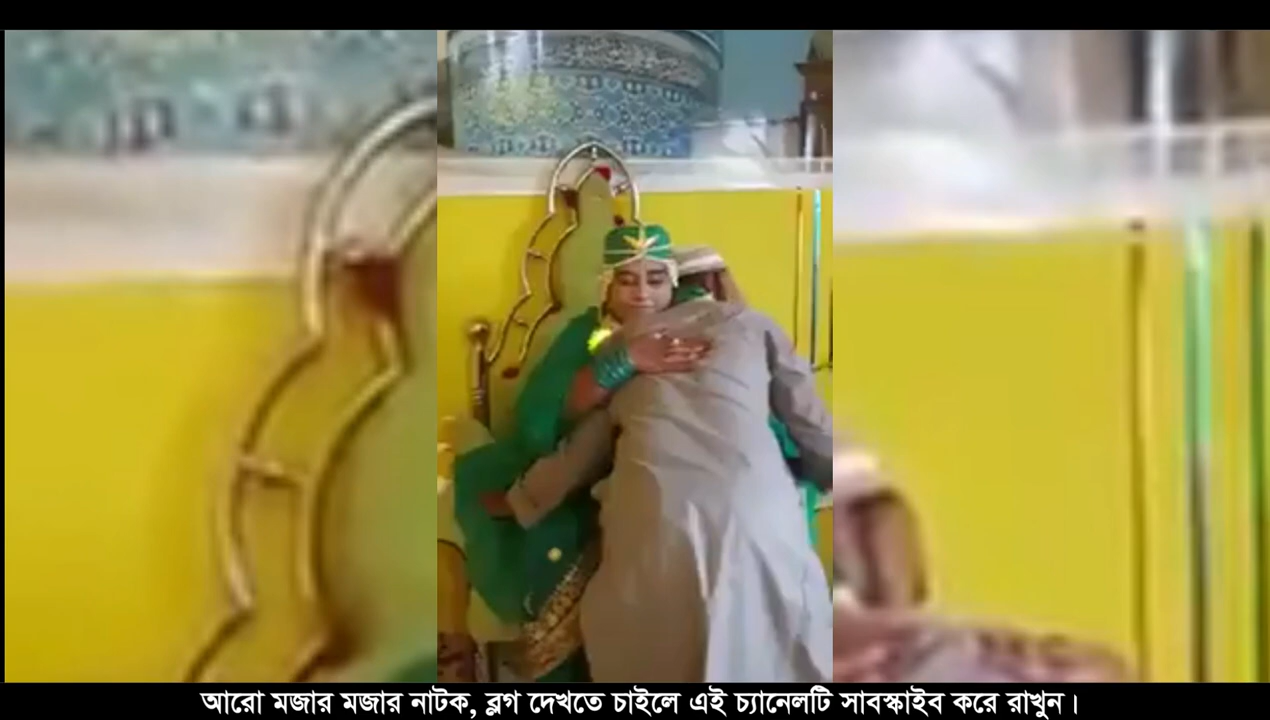 আরো মজার মজার নাটক, ব্লগ দেখতে চাইলে এই চ্যানেলটি সাবস্কাইব করে রাখুন।